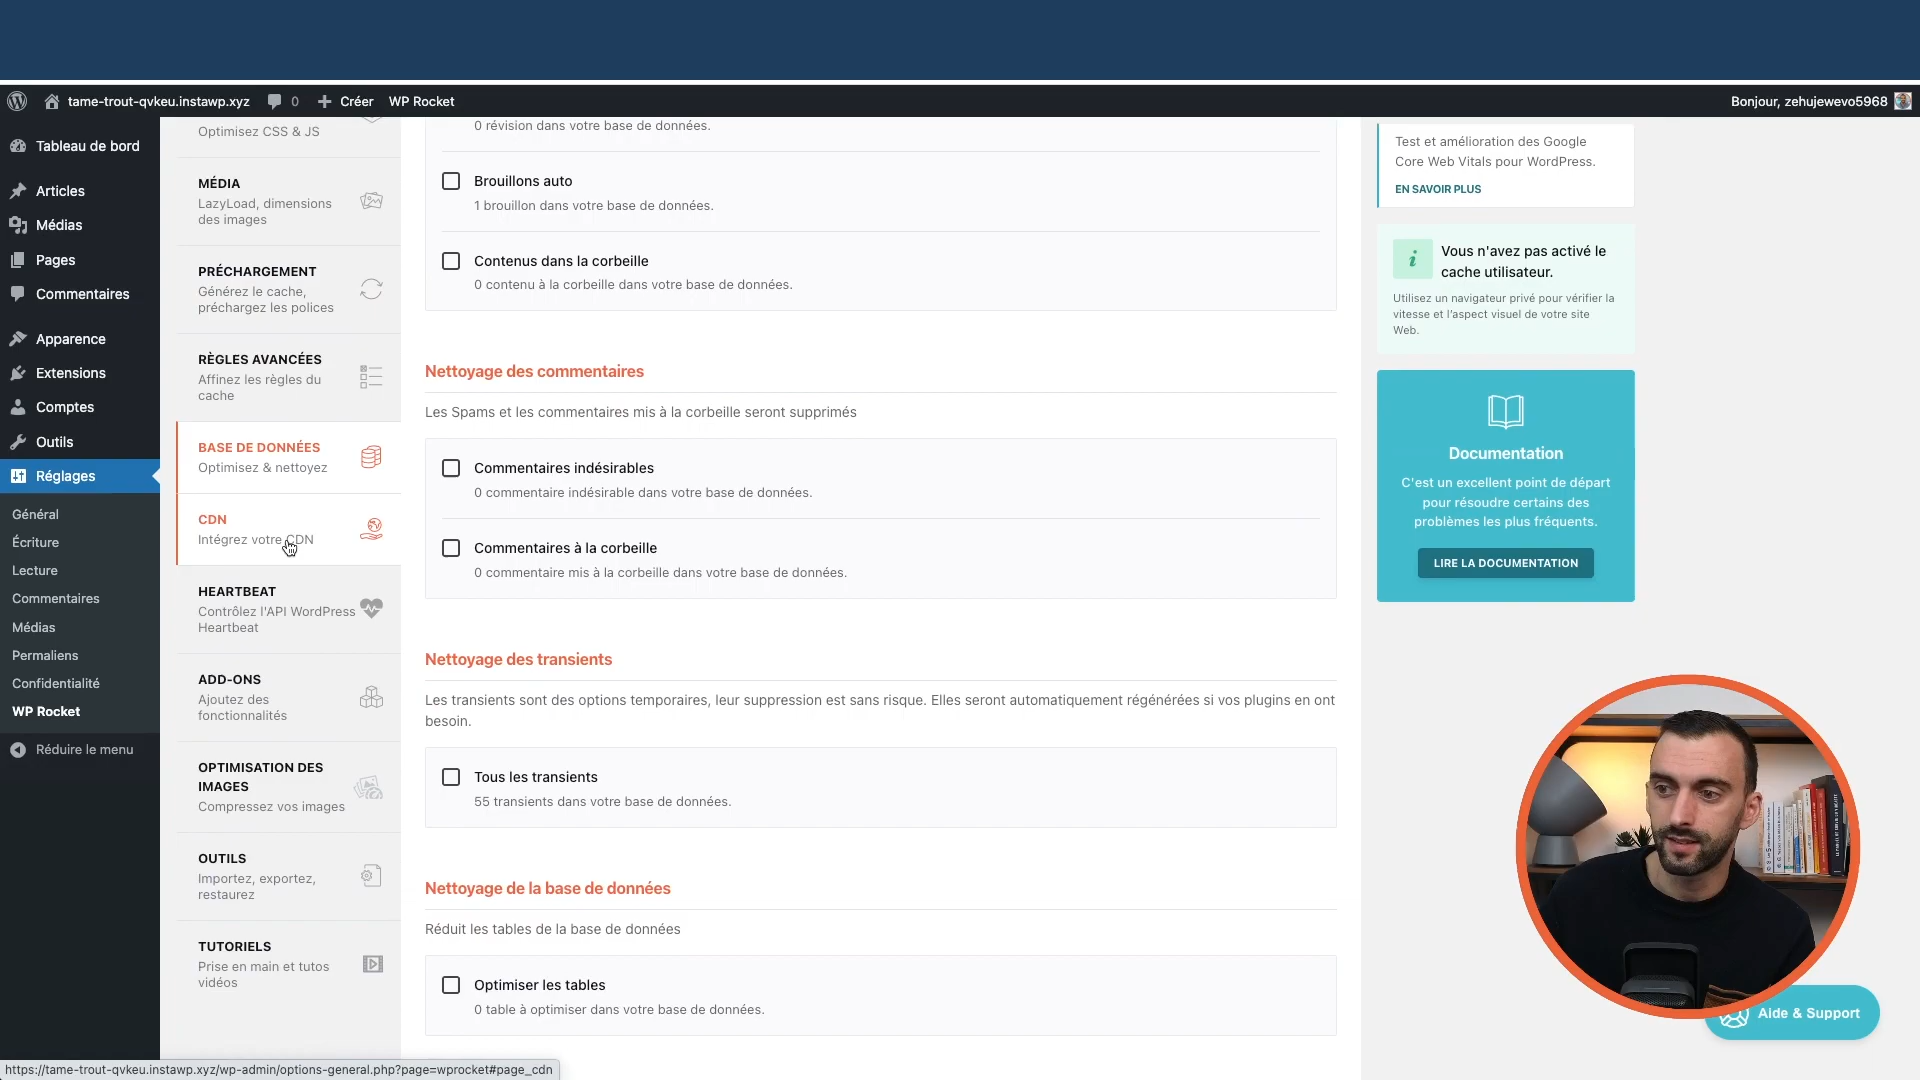 tame-trout-qvkeu.instawp.xyz
0
Créer
WP Rocket
Bonjour, zehujewevo5968
Tableau de bord
Articles
Médias
Pages
Commentaires
Apparence
Extensions
Comptes
Outils
Réglages
Général
Écriture
Lecture
Commentaires
Médias
Permaliens
Confidentialité
WP Rocket
Réduire le menu
Optimisez CSS & JS
MÉDIA
LazyLoad, dimensions
des images
PRÉCHARGEMENT
Générez le cache,
préchargez les polices
RÈGLES AVANCÉES
Affinez les règles du
cache
BASE DE DONNÉES
Optimisez & nettoyez
CDN
Intégrez votre CDN
HEARTBEAT
Contrôlez l'API WordPress
Heartbeat
ADD-ONS
Ajoutez des
fonctionnalités
OPTIMISATION DES
IMAGES
Compressez vos images
OUTILS
Importez, exportez,
restaurez
TUTORIELS
Prise en main et tutos
vidéos
0 révision dans votre base de données.
Brouillons auto
1 brouillon dans votre base de données.
Contenus dans la corbeille
0 contenu à la corbeille dans votre base de données.
Nettoyage des commentaires
Les Spams et les commentaires mis à la corbeille seront supprimés
Commentaires indésirables
0 commentaire indésirable dans votre base de données.
Commentaires à la corbeille
0 commentaire mis à la corbeille dans votre base de données.
Nettoyage des transients
Les transients sont des options temporaires, leur suppression est sans risque. Elles seront automatiquement régénérées si vos plugins en ont
besoin.
Tous les transients
55 transients dans votre base de données.
Nettoyage de la base de données
Réduit les tables de la base de données
Optimiser les tables
0 table à optimiser dans votre base de données.
Test et amélioration des Google
Core Web Vitals pour WordPress.
EN SAVOIR PLUS
i
Vous n'avez pas activé le
cache utilisateur.
Utilisez un navigateur privé pour vérifier la
vitesse et l'aspect visuel de votre site
Web.
Documentation
C'est un excellent point de départ
pour résoudre certains des
problèmes les plus fréquents.
LIRE LA DOCUMENTATION
Aide & Support
https://tame-trout-qvkeu.instawp.xyz/wp-admin/options-general.php?page=wprocket#page_cdn